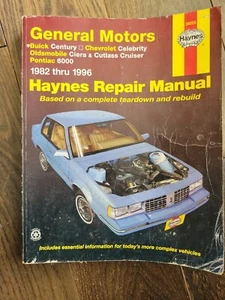 General Motors
Buick Century □ Chevrolet Celebrity
Oldsmobile Ciera & Cutlass Cruiser
Pontiac 6000
1982 thru 1996
Haynes
Haynes Repair Manual
Based on a complete teardown and rebuild
Includes essential information for today's more complex vehicles